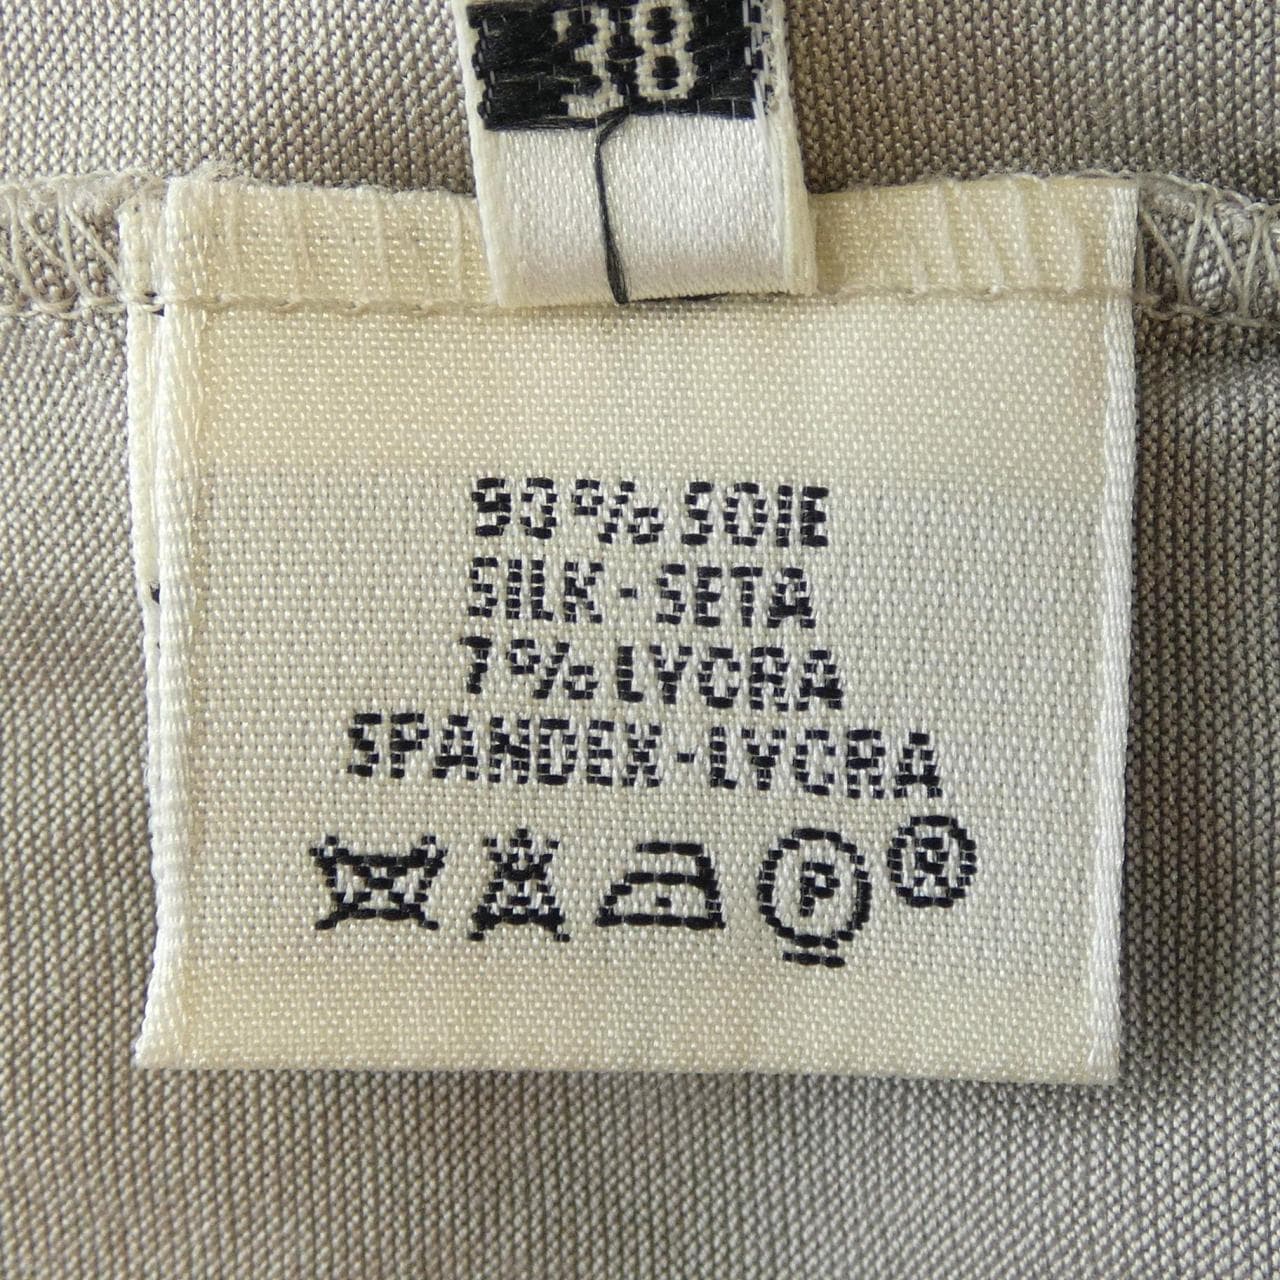 38
93% SOIE
SILK-SETA
7% LYCRA
SPANDEX-LYCRA
P